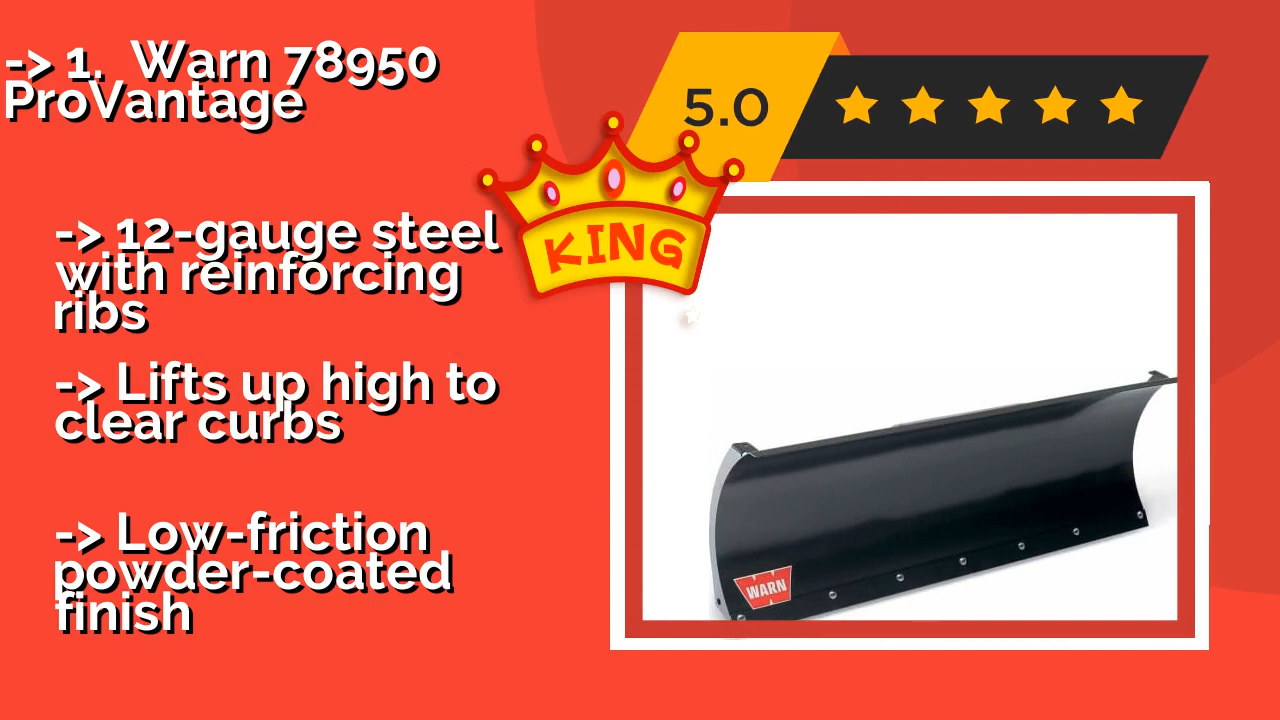 -> 1.  Warn 78950
ProVantage
5.0
KING
-> 12-gauge steel
with reinforcing
ribs
-> Lifts up high to
clear curbs
-> Low-friction
powder-coated
finish
WARN